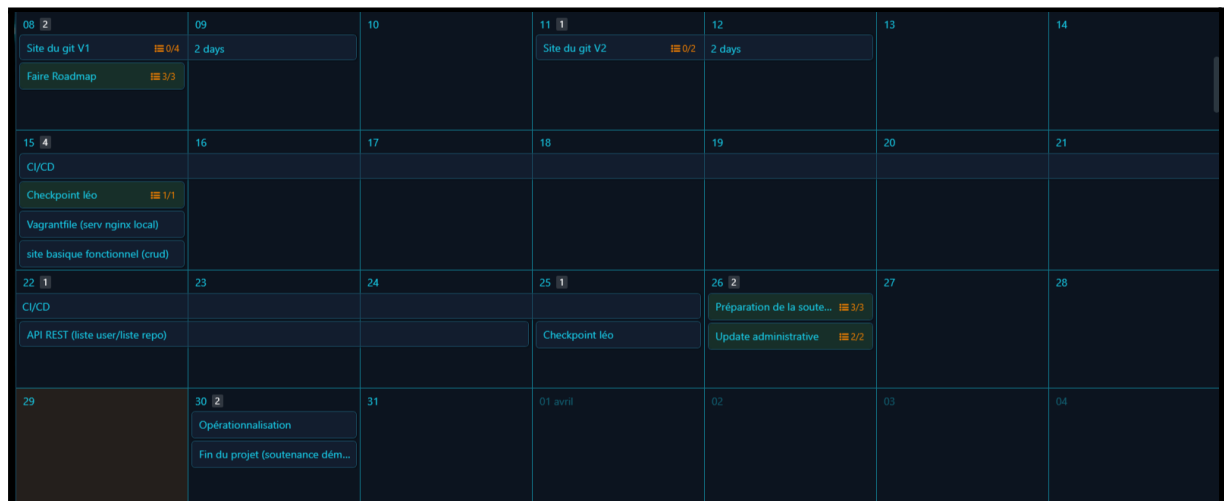 08 2 09 10 11 1 12 13 14
Site du git V1 0/4 2 days Site du git V2 0/2 2 days
Faire Roadmap 3/3
15 4 16 17 18 19 20 21
CI/CD
Checkpoint léo 1/1
Vagrantfile (serv nginx local)
site basique fonctionnel (crud)
22 1 23 24 25 1 26 2 27 28
CI/CD Préparation de la soute... 3/3
API REST (liste user/liste repo) Checkpoint léo Update administrative 2/2
29 30 2 31 01 avril 02 03 04
Opérationnalisation
Fin du projet (soutenance dém...